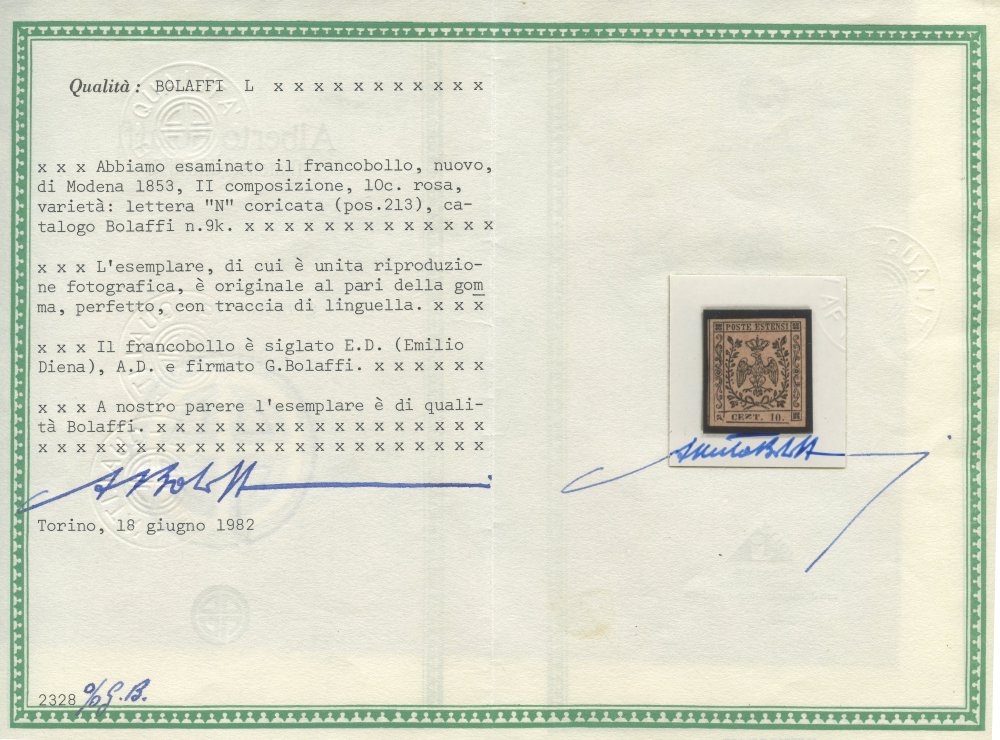 Qualità: BOLAFFI L x x x x x x x x x x x
x x x Abbiamo esaminato il francobollo, nuovo,
di Modena 1853, II composizione, 10c. rosa,
varietà: lettera "N" coricata (pos.213), ca-
talogo Bolaffi n.9k. x x x x x x x x x x x x x
x x x L'esemplare, di cui è unita riproduzio-
ne fotografica, è originale al pari della gom
ma, perfetto, con traccia di linguella. x x x
x x x Il francobollo è siglato E.D. (Emilio
Diena), A.D. e firmato G.Bolaffi. x x x x x x
x x x A nostro parere l'esemplare è di quali-
tà Bolaffi. x x x x x x x x x x x x x x x x x
x x x x x x x x x x x x x x x x x x x x x x x
Torino, 18 giugno 1982
2328 % G.B.
POSTE ESTENSI
CEZT. 10.